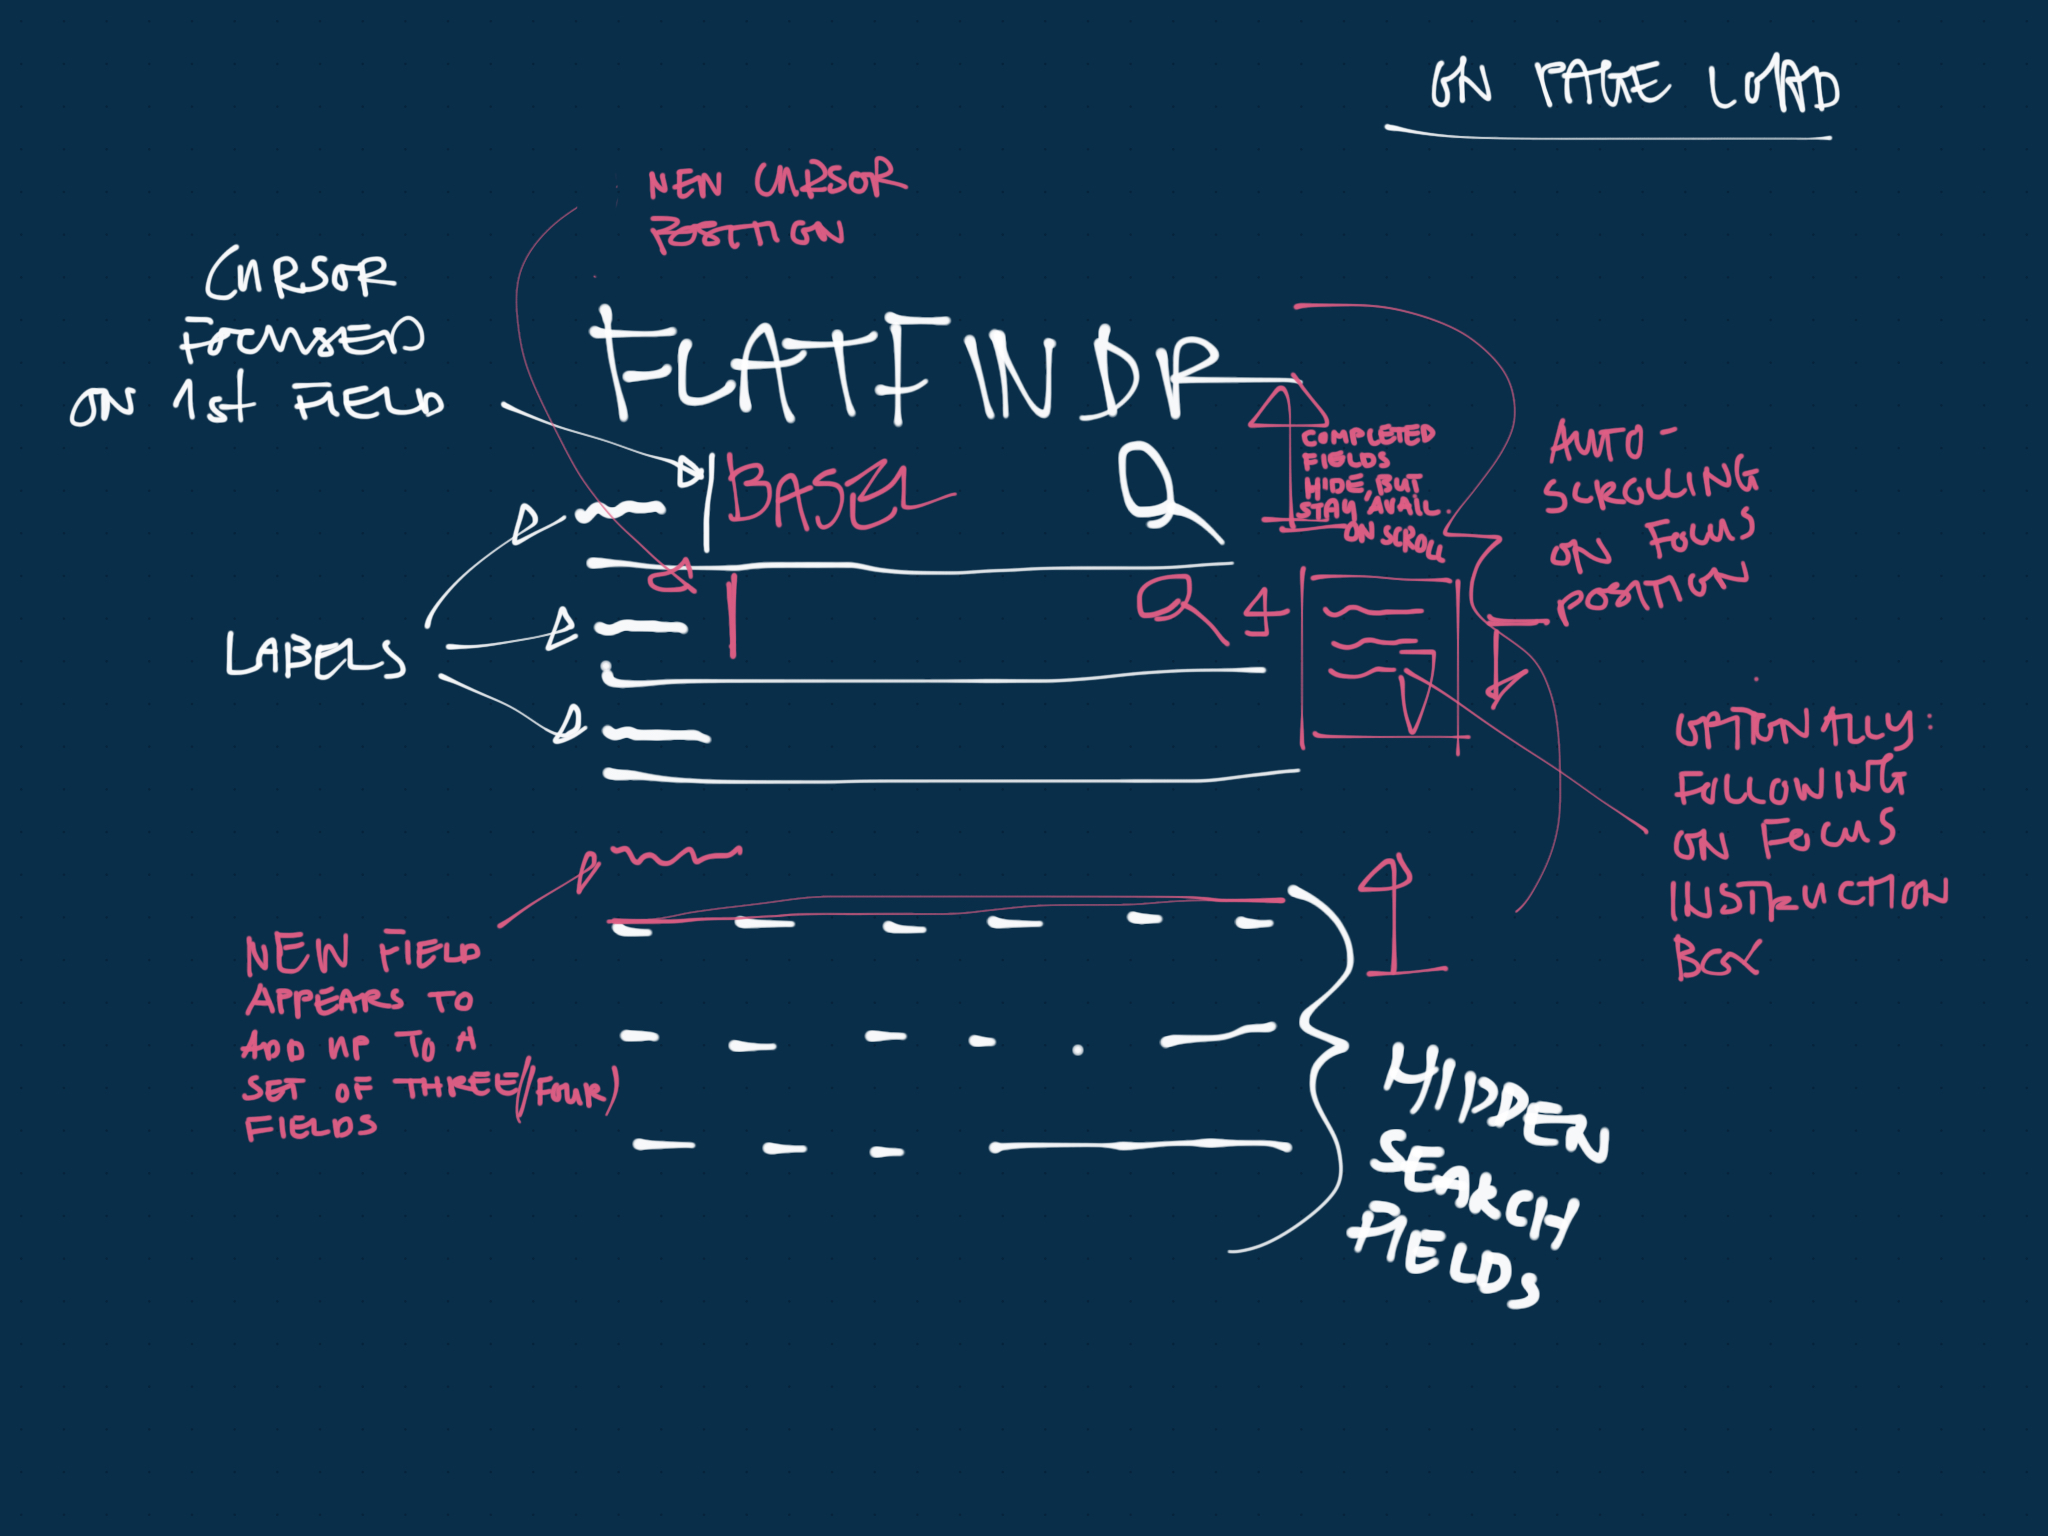 ON PAGE LOAD
NEW CURSOR
POSITION
CURSOR
FOCUSED
ON 1st FIELD
FLATFINDR
BASEL
COMPLETED
FIELDS
HIDE, BUT
STAY AVAIL.
ON SCROLL
AUTO-
SCROLLING
ON FOCUS
POSITION
LABELS
OPTIONALLY:
FOLLOWING
ON FOCUS
INSTRUCTION
BOX
NEW FIELD
APPEARS TO
ADD UP TO A
SET OF THREE/(FOUR)
FIELDS
HIDDEN
SEARCH
FIELDS